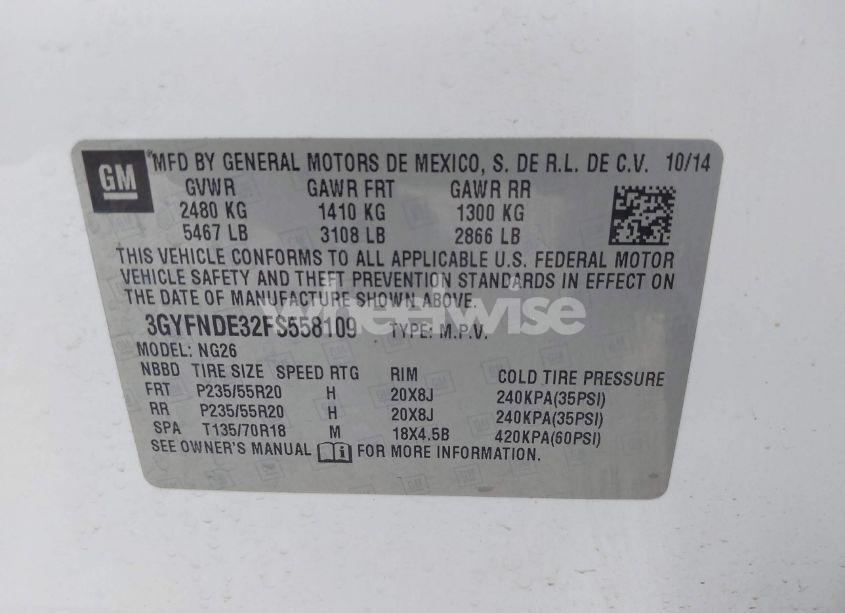 GM
® MFD BY GENERAL MOTORS DE MEXICO, S. DE R.L. DE C.V. 10/14
GVWR GAWR FRT GAWR RR
2480 KG 1410 KG 1300 KG
5467 LB 3108 LB 2866 LB
THIS VEHICLE CONFORMS TO ALL APPLICABLE U.S. FEDERAL MOTOR
VEHICLE SAFETY AND THEFT PREVENTION STANDARDS IN EFFECT ON
THE DATE OF MANUFACTURE SHOWN ABOVE.
wheelwise
3GYFNDE32FS558109 TYPE: M.P.V.
MODEL: NG26
NBBD TIRE SIZE SPEED RTG RIM COLD TIRE PRESSURE
FRT P235/55R20 H 20X8J 240KPA(35PSI)
RR P235/55R20 H 20X8J 240KPA(35PSI)
SPA T135/70R18 M 18X4.5B 420KPA(60PSI)
SEE OWNER'S MANUAL i FOR MORE INFORMATION.